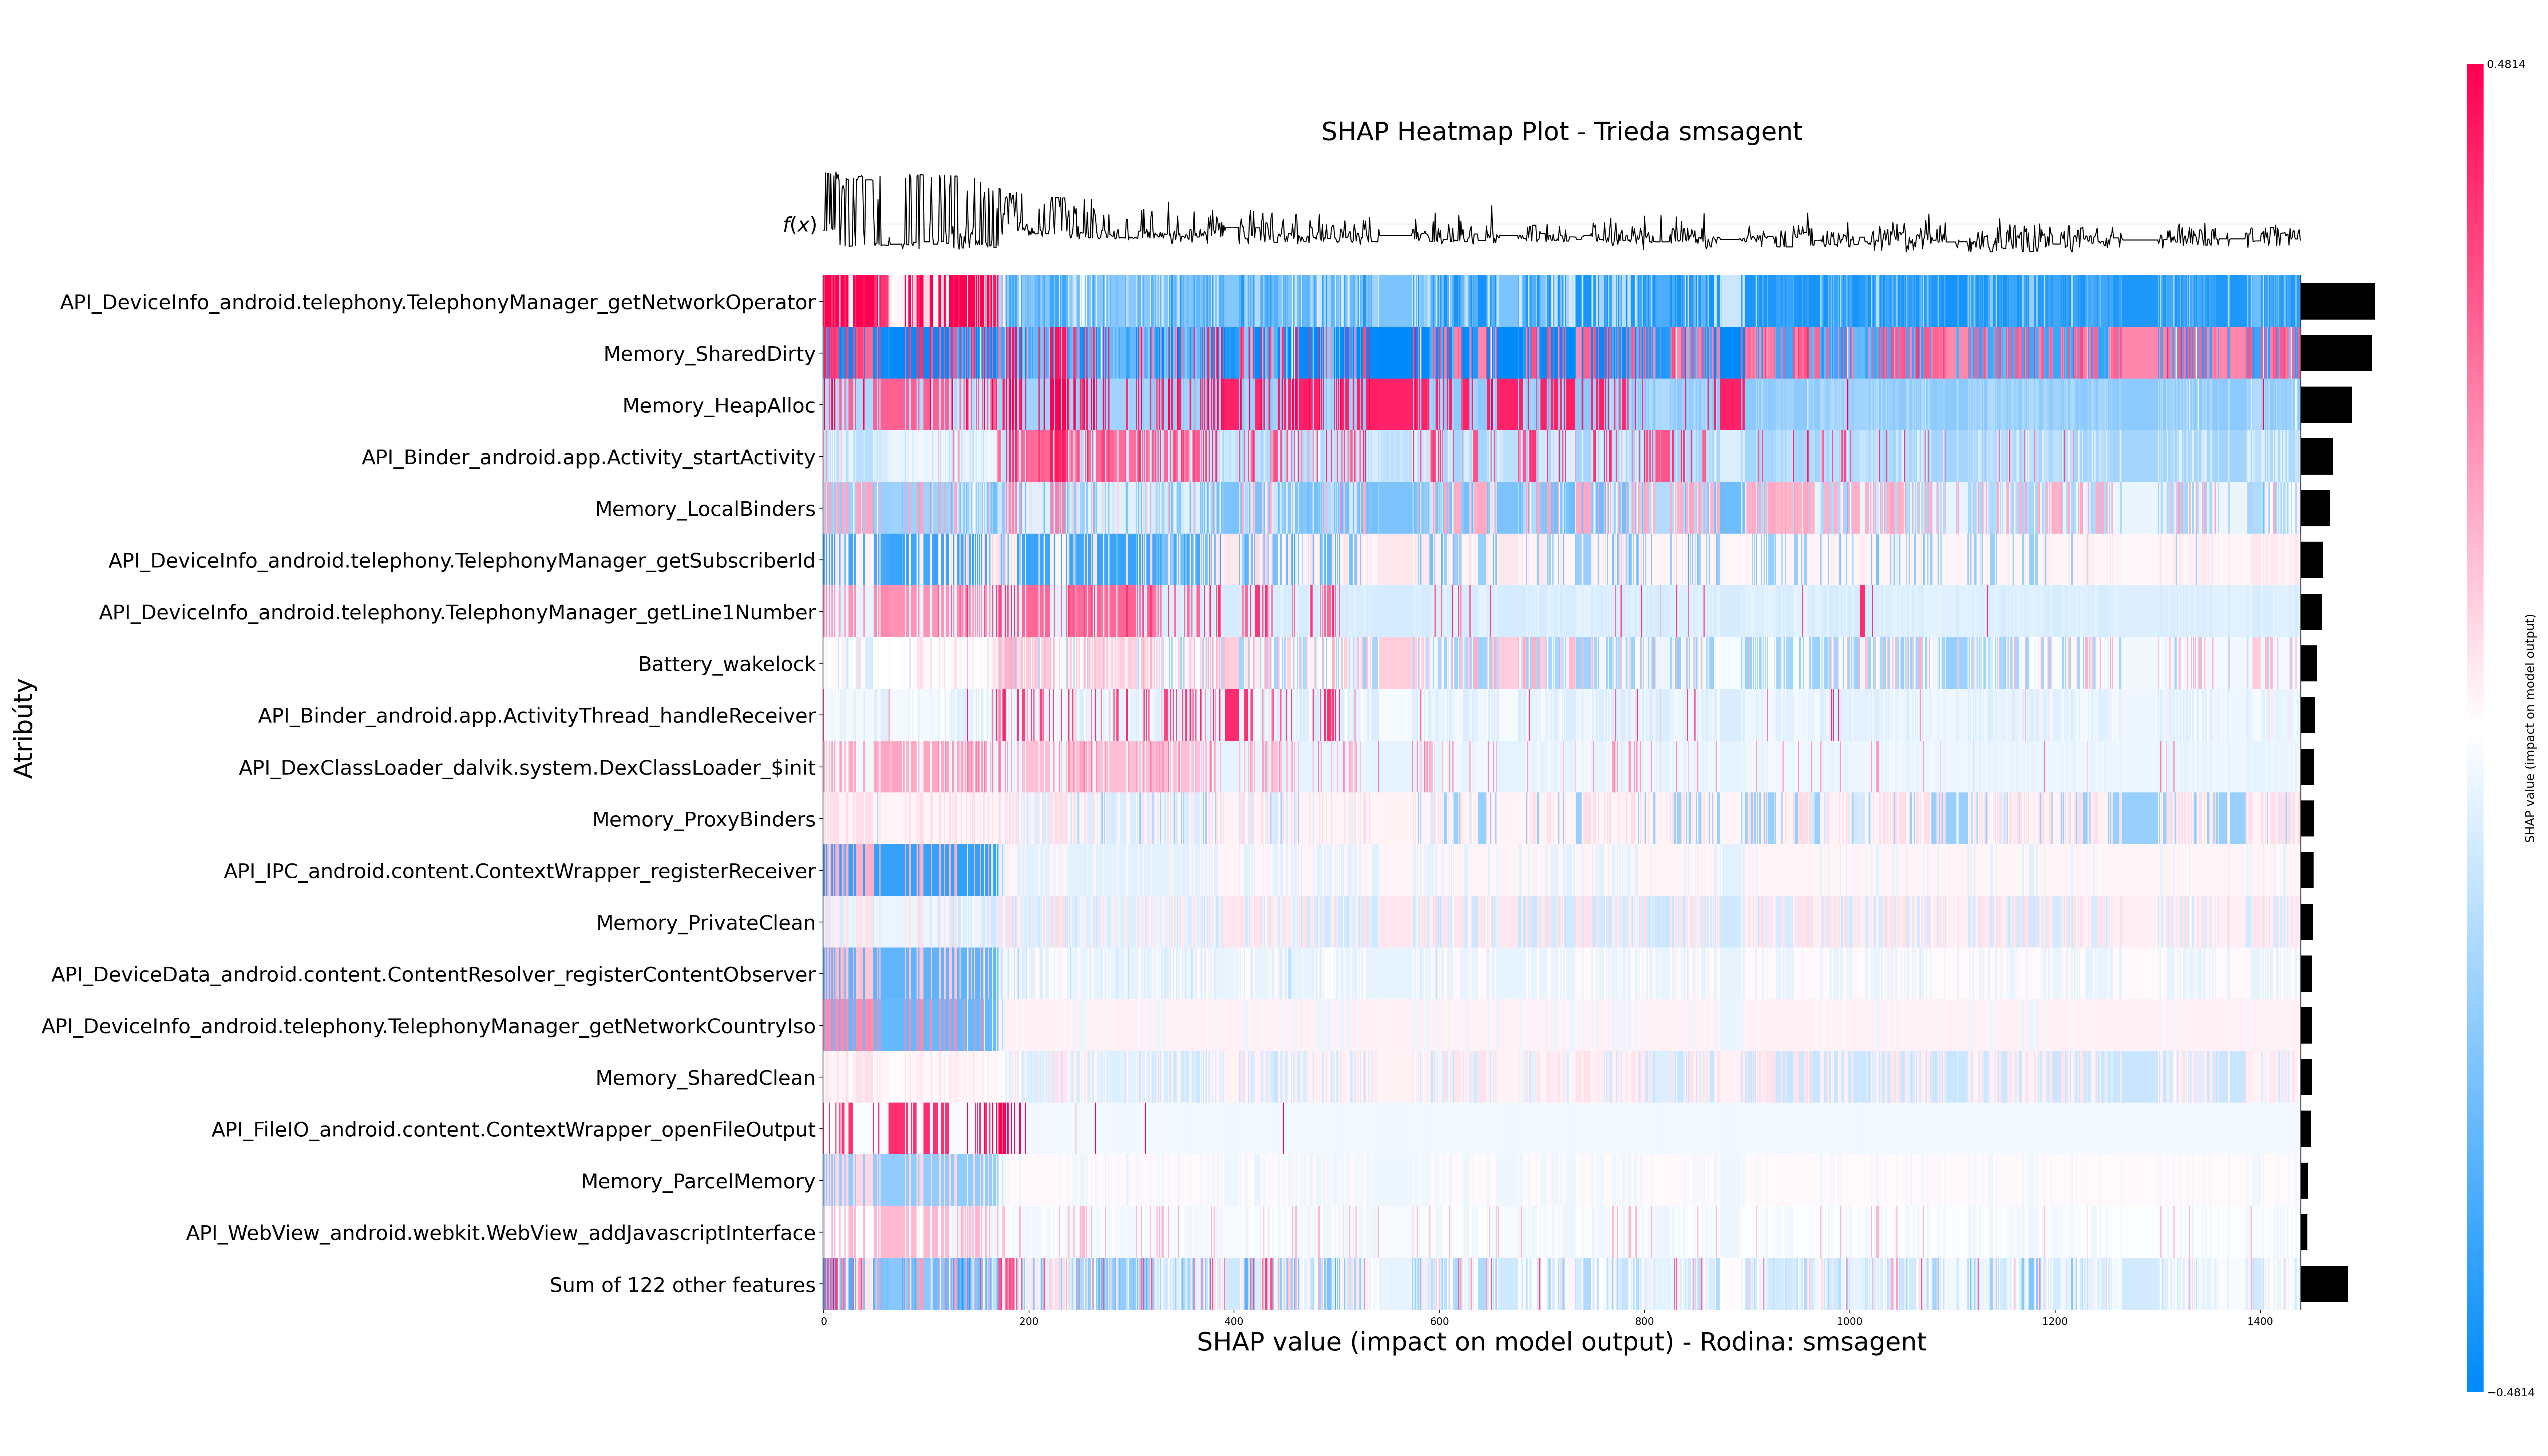 SHAP Heatmap Plot - Trieda smsagent
f(x)
API_DeviceInfo_android.telephony.TelephonyManager_getNetworkOperator
Memory_SharedDirty
Memory_HeapAlloc
API_Binder_android.app.Activity_startActivity
Memory_LocalBinders
API_DeviceInfo_android.telephony.TelephonyManager_getSubscriberId
API_DeviceInfo_android.telephony.TelephonyManager_getLine1Number
Battery_wakelock
API_Binder_android.app.ActivityThread_handleReceiver
API_DexClassLoader_dalvik.system.DexClassLoader_$init
Memory_ProxyBinders
API_IPC_android.content.ContextWrapper_registerReceiver
Memory_PrivateClean
API_DeviceData_android.content.ContentResolver_registerContentObserver
API_DeviceInfo_android.telephony.TelephonyManager_getNetworkCountryIso
Memory_SharedClean
API_FileIO_android.content.ContextWrapper_openFileOutput
Memory_ParcelMemory
API_WebView_android.webkit.WebView_addJavascriptInterface
Sum of 122 other features
Atribúty
0 200 400 600 800 1000 1200 1400
SHAP value (impact on model output) - Rodina: smsagent
0.4814
SHAP value (impact on model output)
−0.4814